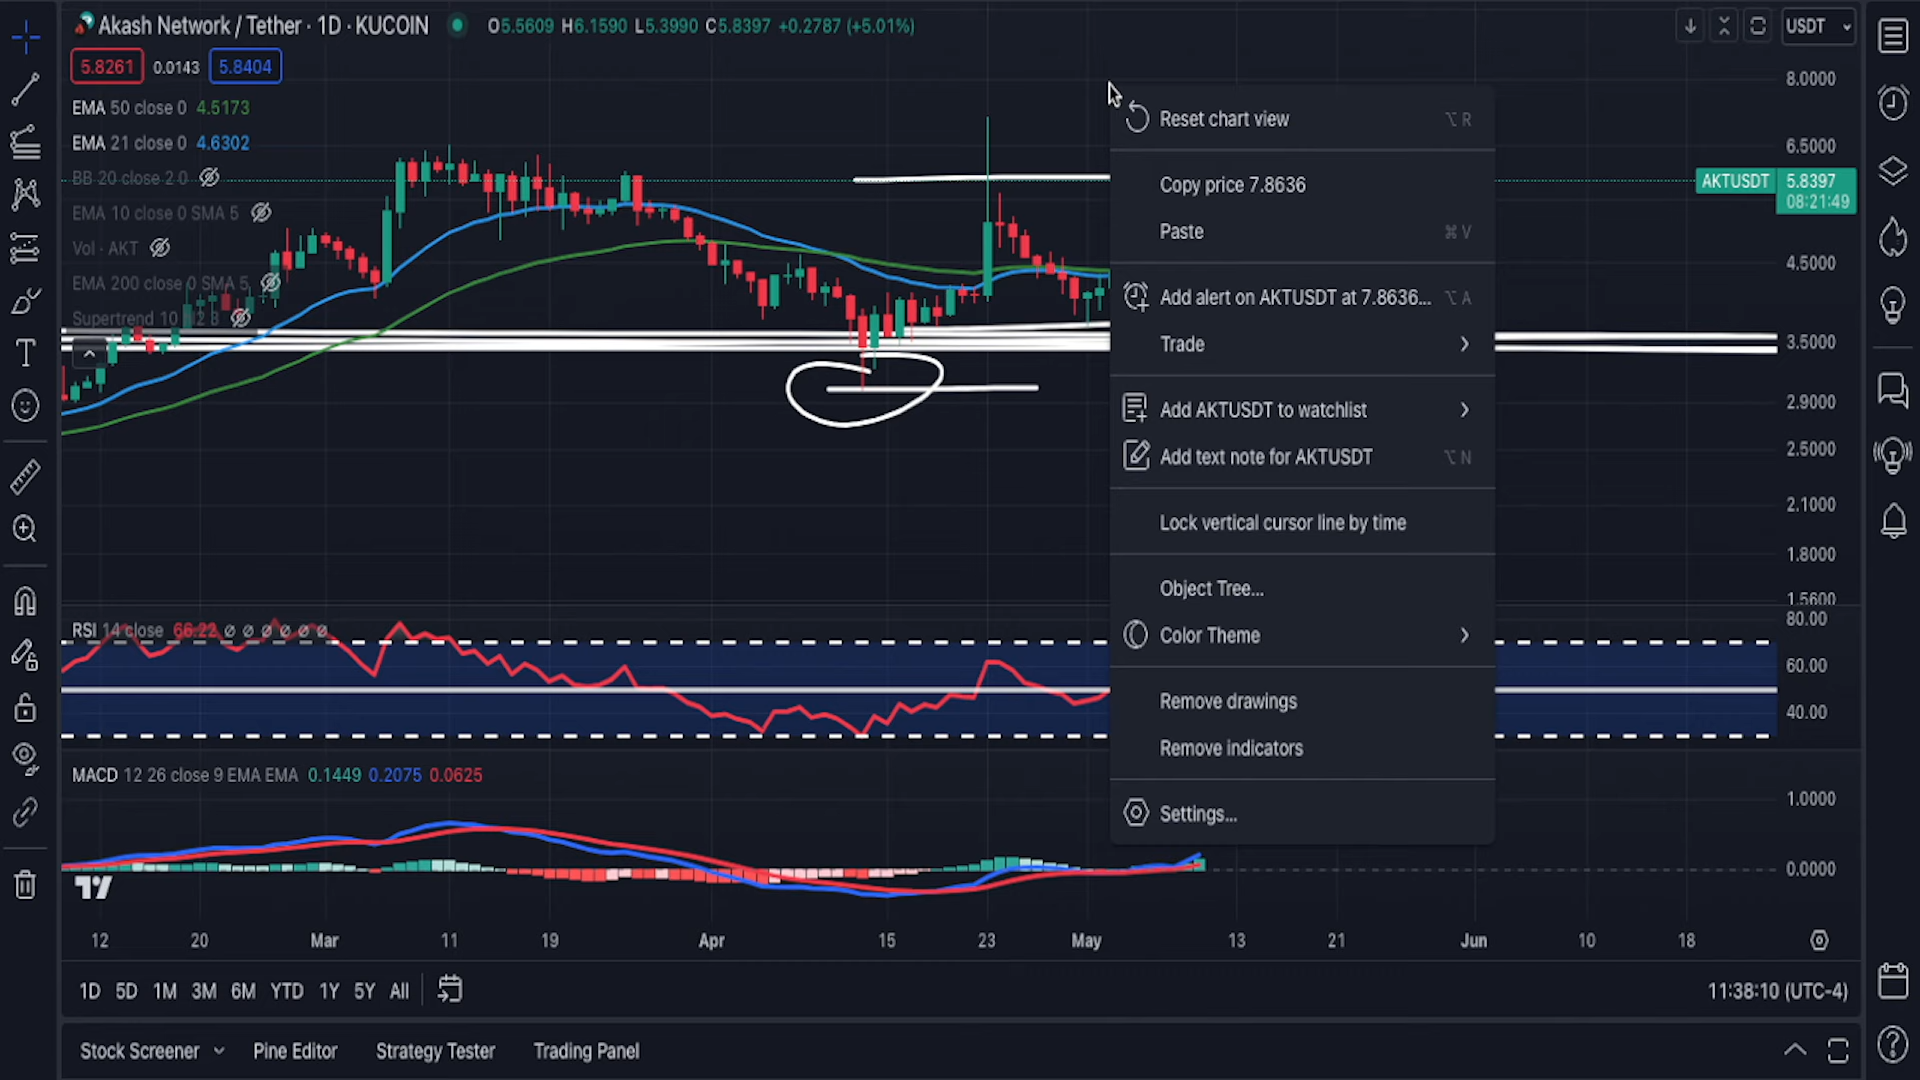 Akash Network / Tether · 1D · KUCOIN O5.5609 H6.1590 L5.3990 C5.8397 +0.2787 (+5.01%)
USDT
5.8261 0.0143 5.8404
EMA 50 close 0 4.5173
EMA 21 close 0 4.6302
BB 20 close 2 0
EMA 10 close 0 SMA 5
Vol · AKT
EMA 200 close 0 SMA 5
Supertrend 10 hl2 3
8.0000
6.5000
AKTUSDT 5.8397
08:21:49
4.5000
3.5000
2.9000
2.5000
2.1000
1.8000
1.5600
Reset chart view ⌥ R
Copy price 7.8636
Paste ⌘ V
Add alert on AKTUSDT at 7.8636... ⌥ A
Trade
Add AKTUSDT to watchlist
Add text note for AKTUSDT ⌥ N
Lock vertical cursor line by time
Object Tree...
Color Theme
Remove drawings
Remove indicators
Settings...
RSI 14 close 66.22 ∅ ∅ ∅ ∅ ∅ ∅
80.00
60.00
40.00
MACD 12 26 close 9 EMA EMA 0.1449 0.2075 0.0625
1.0000
0.0000
12 20 Mar 11 19 Apr 15 23 May 13 21 Jun 10 18
1D 5D 1M 3M 6M YTD 1Y 5Y All
11:38:10 (UTC-4)
Stock Screener Pine Editor Strategy Tester Trading Panel